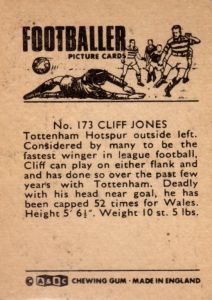 FOOTBALLER
PICTURE CARDS
No. 173 CLIFF JONES
Tottenham Hotspur outside left.
Considered by many to be the
fastest winger in league football,
Cliff can play on either flank and
and has done so over the past few
years with Tottenham. Deadly
with his head near goal, he has
been capped 52 times for Wales.
Height 5' 6½". Weight 10 st. 5 lbs.
© A&BC CHEWING GUM · MADE IN ENGLAND